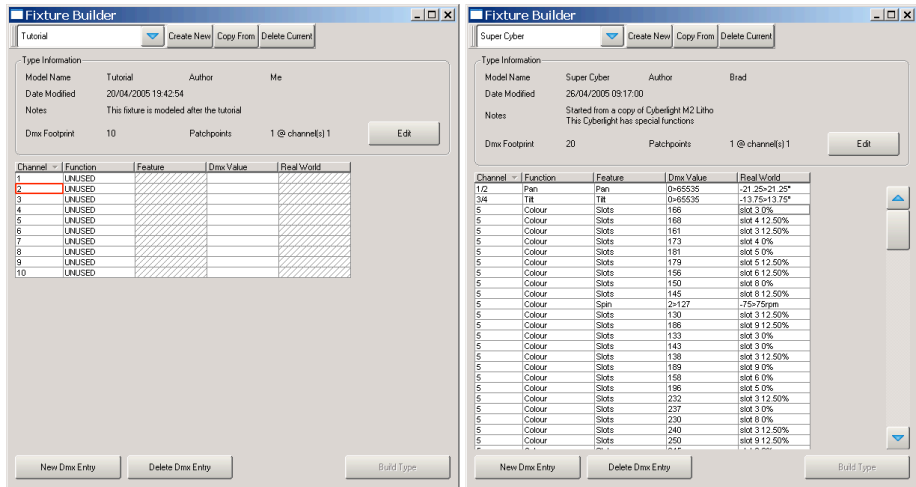 Fixture Builder
Tutorial Create New Copy From Delete Current
Type Information
Model Name Tutorial Author Me
Date Modified 20/04/2005 19:42:54
Notes This fixture is modeled after the tutorial
Dmx Footprint 10 Patchpoints 1 @ channel(s) 1 Edit
Channel Function Feature Dmx Value Real World
1 UNUSED
2 UNUSED
3 UNUSED
4 UNUSED
5 UNUSED
6 UNUSED
7 UNUSED
8 UNUSED
9 UNUSED
10 UNUSED
New Dmx Entry Delete Dmx Entry Build Type
Fixture Builder
Super Cyber Create New Copy From Delete Current
Type Information
Model Name Super Cyber Author Brad
Date Modified 26/04/2005 09:17:00
Notes Started from a copy of Cyberlight M2 Litho
This Cyberlight has special functions
Dmx Footprint 20 Patchpoints 1 @ channel(s) 1 Edit
Channel Function Feature Dmx Value Real World
1/2 Pan Pan 0>65535 -21.25>21.25°
3/4 Tilt Tilt 0>65535 -13.75>13.75°
5 Colour Slots 166 slot 3 0%
5 Colour Slots 168 slot 4 12.50%
5 Colour Slots 161 slot 3 12.50%
5 Colour Slots 173 slot 4 0%
5 Colour Slots 181 slot 5 0%
5 Colour Slots 179 slot 5 12.50%
5 Colour Slots 156 slot 6 12.50%
5 Colour Slots 150 slot 8 0%
5 Colour Slots 145 slot 8 12.50%
5 Colour Spin 2>127 -75>75rpm
5 Colour Slots 130 slot 3 12.50%
5 Colour Slots 186 slot 9 12.50%
5 Colour Slots 133 slot 3 0%
5 Colour Slots 143 slot 3 0%
5 Colour Slots 138 slot 3 12.50%
5 Colour Slots 189 slot 9 0%
5 Colour Slots 158 slot 6 0%
5 Colour Slots 196 slot 5 0%
5 Colour Slots 232 slot 3 12.50%
5 Colour Slots 237 slot 3 0%
5 Colour Slots 230 slot 8 0%
5 Colour Slots 240 slot 3 12.50%
5 Colour Slots 250 slot 9 12.50%
New Dmx Entry Delete Dmx Entry Build Type